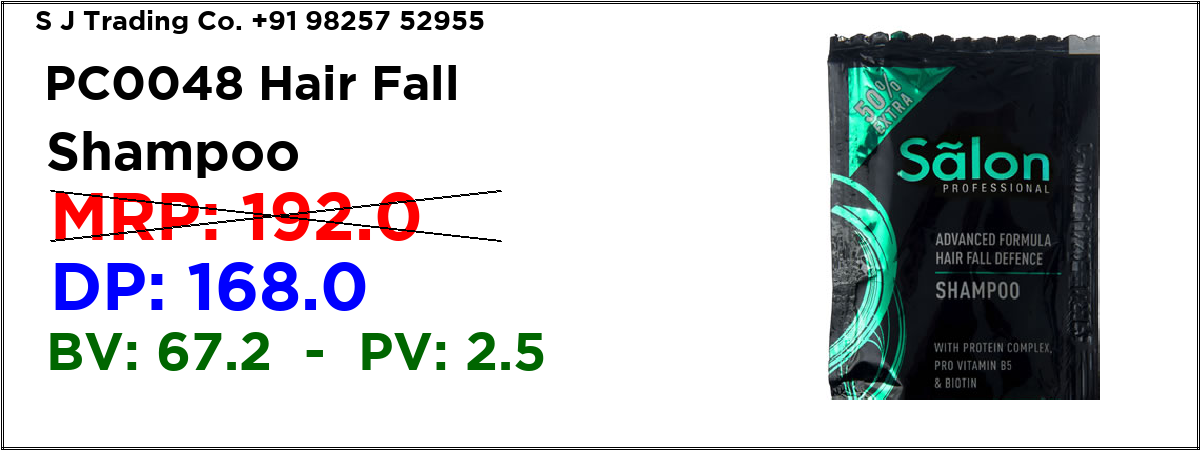 S J Trading Co. +91 98257 52955
PC0048 Hair Fall
Shampoo
MRP: 192.0
DP: 168.0
BV: 67.2 - PV: 2.5
50%
EXTRA
Sãlon
PROFESSIONAL
ADVANCED FORMULA
HAIR FALL DEFENCE
SHAMPOO
WITH PROTEIN COMPLEX,
PRO VITAMIN B5
& BIOTIN